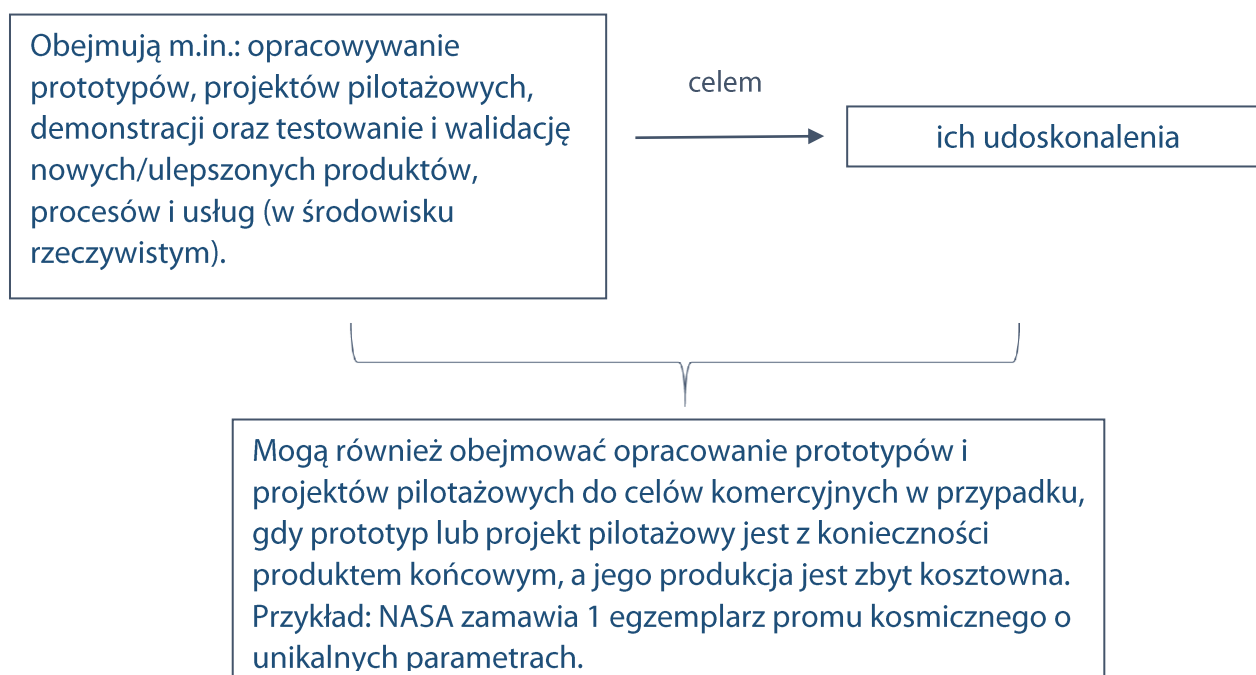 Obejmują m.in.: opracowywanie
prototypów, projektów pilotażowych,
demonstracji oraz testowanie i walidację
nowych/ulepszonych produktów,
procesów i usług (w środowisku
rzeczywistym).
celem
ich udoskonalenia
Mogą również obejmować opracowanie prototypów i
projektów pilotażowych do celów komercyjnych w przypadku,
gdy prototyp lub projekt pilotażowy jest z konieczności
produktem końcowym, a jego produkcja jest zbyt kosztowna.
Przykład: NASA zamawia 1 egzemplarz promu kosmicznego o
unikalnych parametrach.